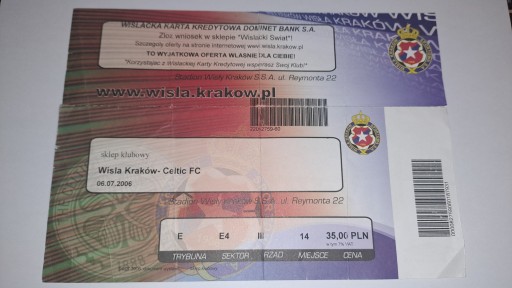 WISLACKA KARTA KREDYTOWA DOMINET BANK S.A.
Złóż wniosek w sklepie "Wiślacki Świat"!
Szczegóły oferty na stronie internetowej www.wisla.krakow.pl
TO WYJĄTKOWA OFERTA WŁAŚNIE DLA CIEBIE!
"Korzystając z Wiślackiej Karty Kredytowej wspierasz Swój Klub!"
Stadion Wisły Kraków S.S.A. ul. Reymonta 22
www.wisla.krakow.pl
sklep klubowy
Wisla Kraków- Celtic FC
06.07.2006
Stadion Wisły Kraków S.S.A. ul. Reymonta 22
E E4 III 14 35,00 PLN
TRYBUNA SEKTOR RZĄD MIEJSCE CENA